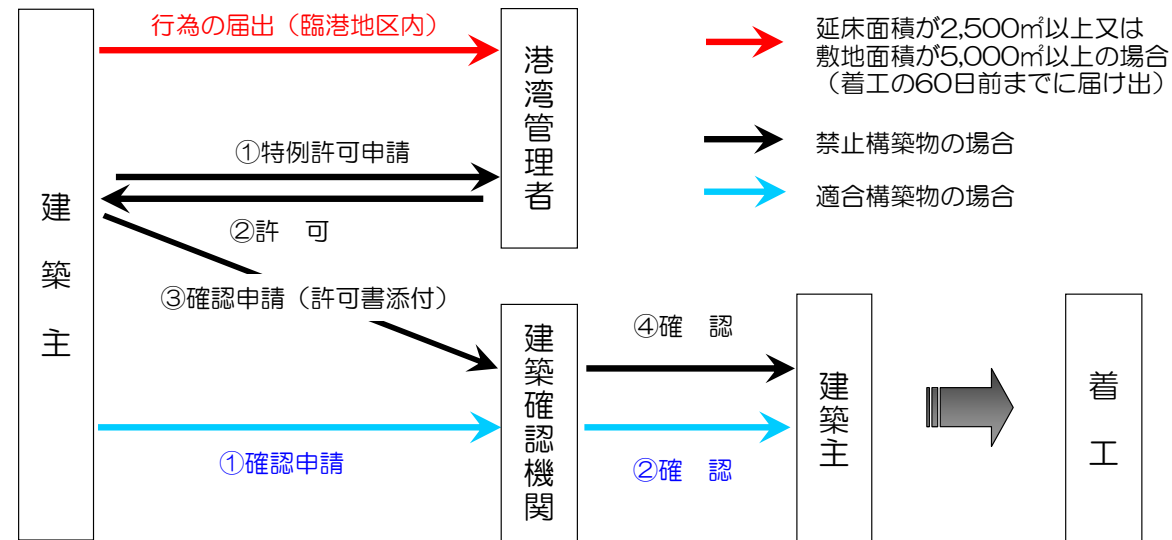 行為の届出（臨港地区内）
延床面積が2,500㎡以上又は
敷地面積が5,000㎡以上の場合
（着工の60日前までに届け出）
港湾管理者
①特例許可申請
禁止構築物の場合
建築主
適合構築物の場合
②許　可
③確認申請（許可書添付）
④確　認
建築確認機関
建築主
着工
①確認申請
②確　認